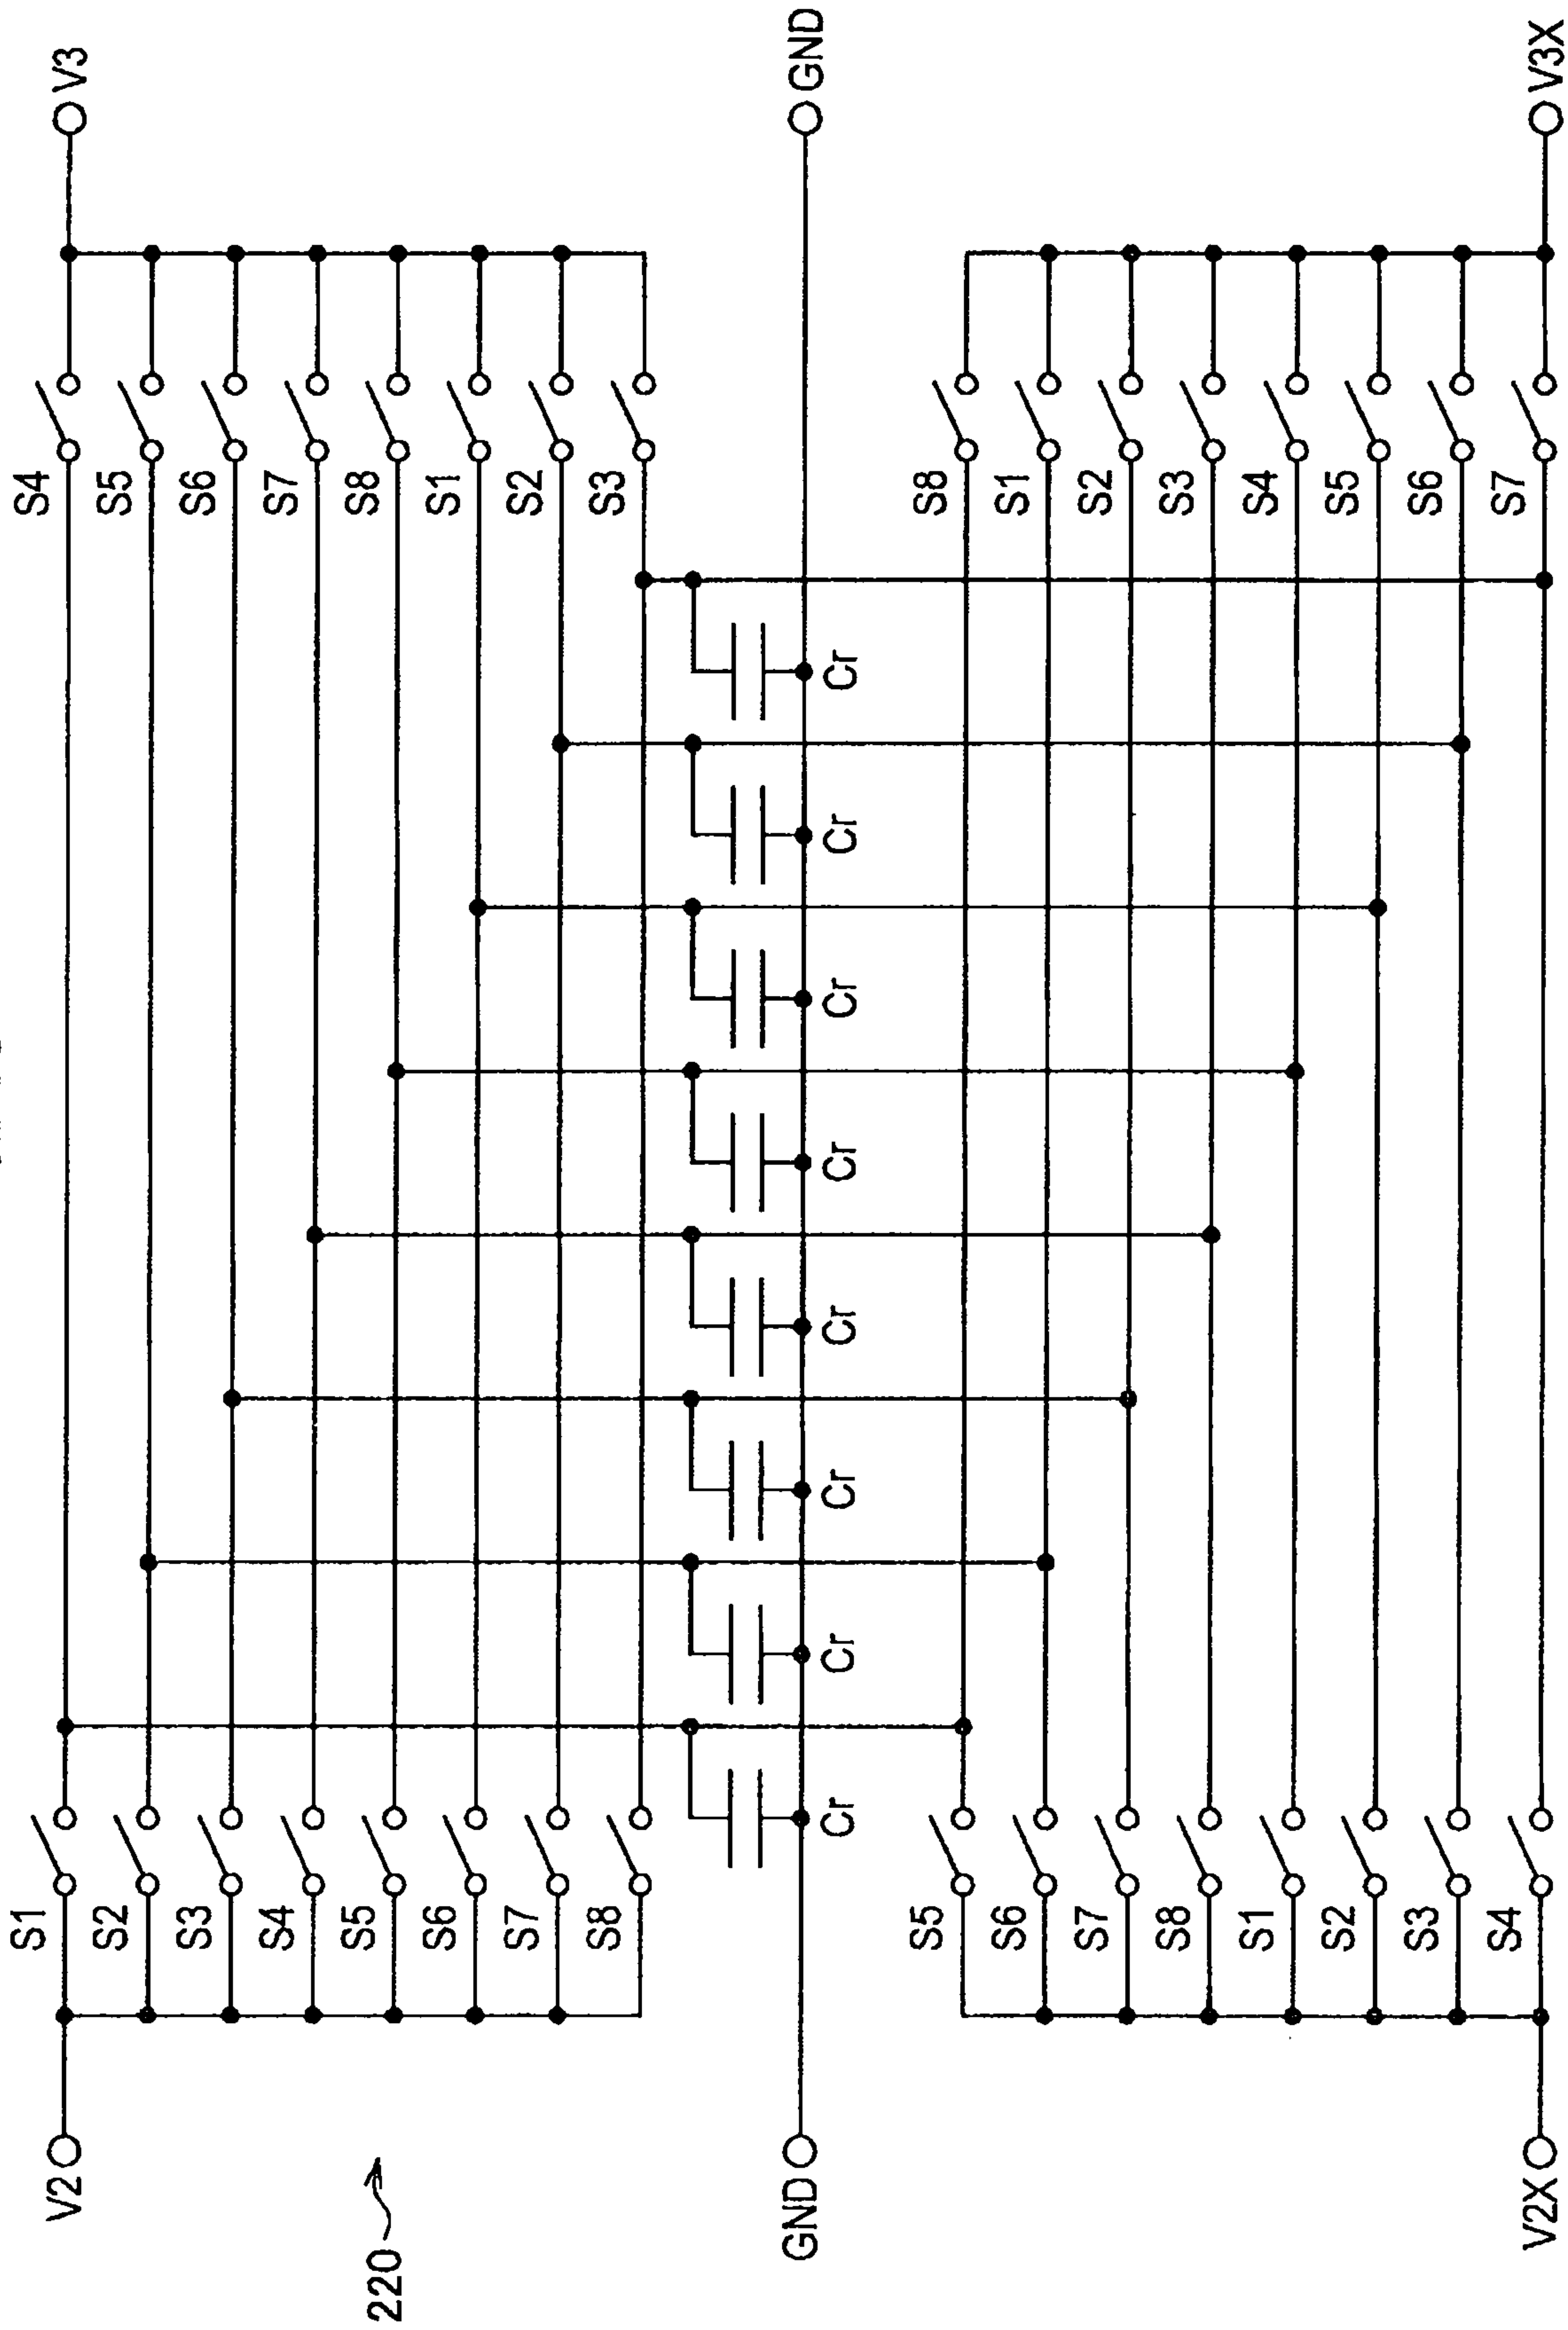 V2 S1 S4 V3
S2 S5
S3 S6
S4 S7
220 S5 S8
S6 S1
S7 S2
S8 S3
GND GND
Cr Cr Cr Cr Cr Cr Cr Cr
S5 S8
S6 S1
S7 S2
S8 S3
S1 S4
S2 S5
S3 S6
V2X S4 S7 V3X